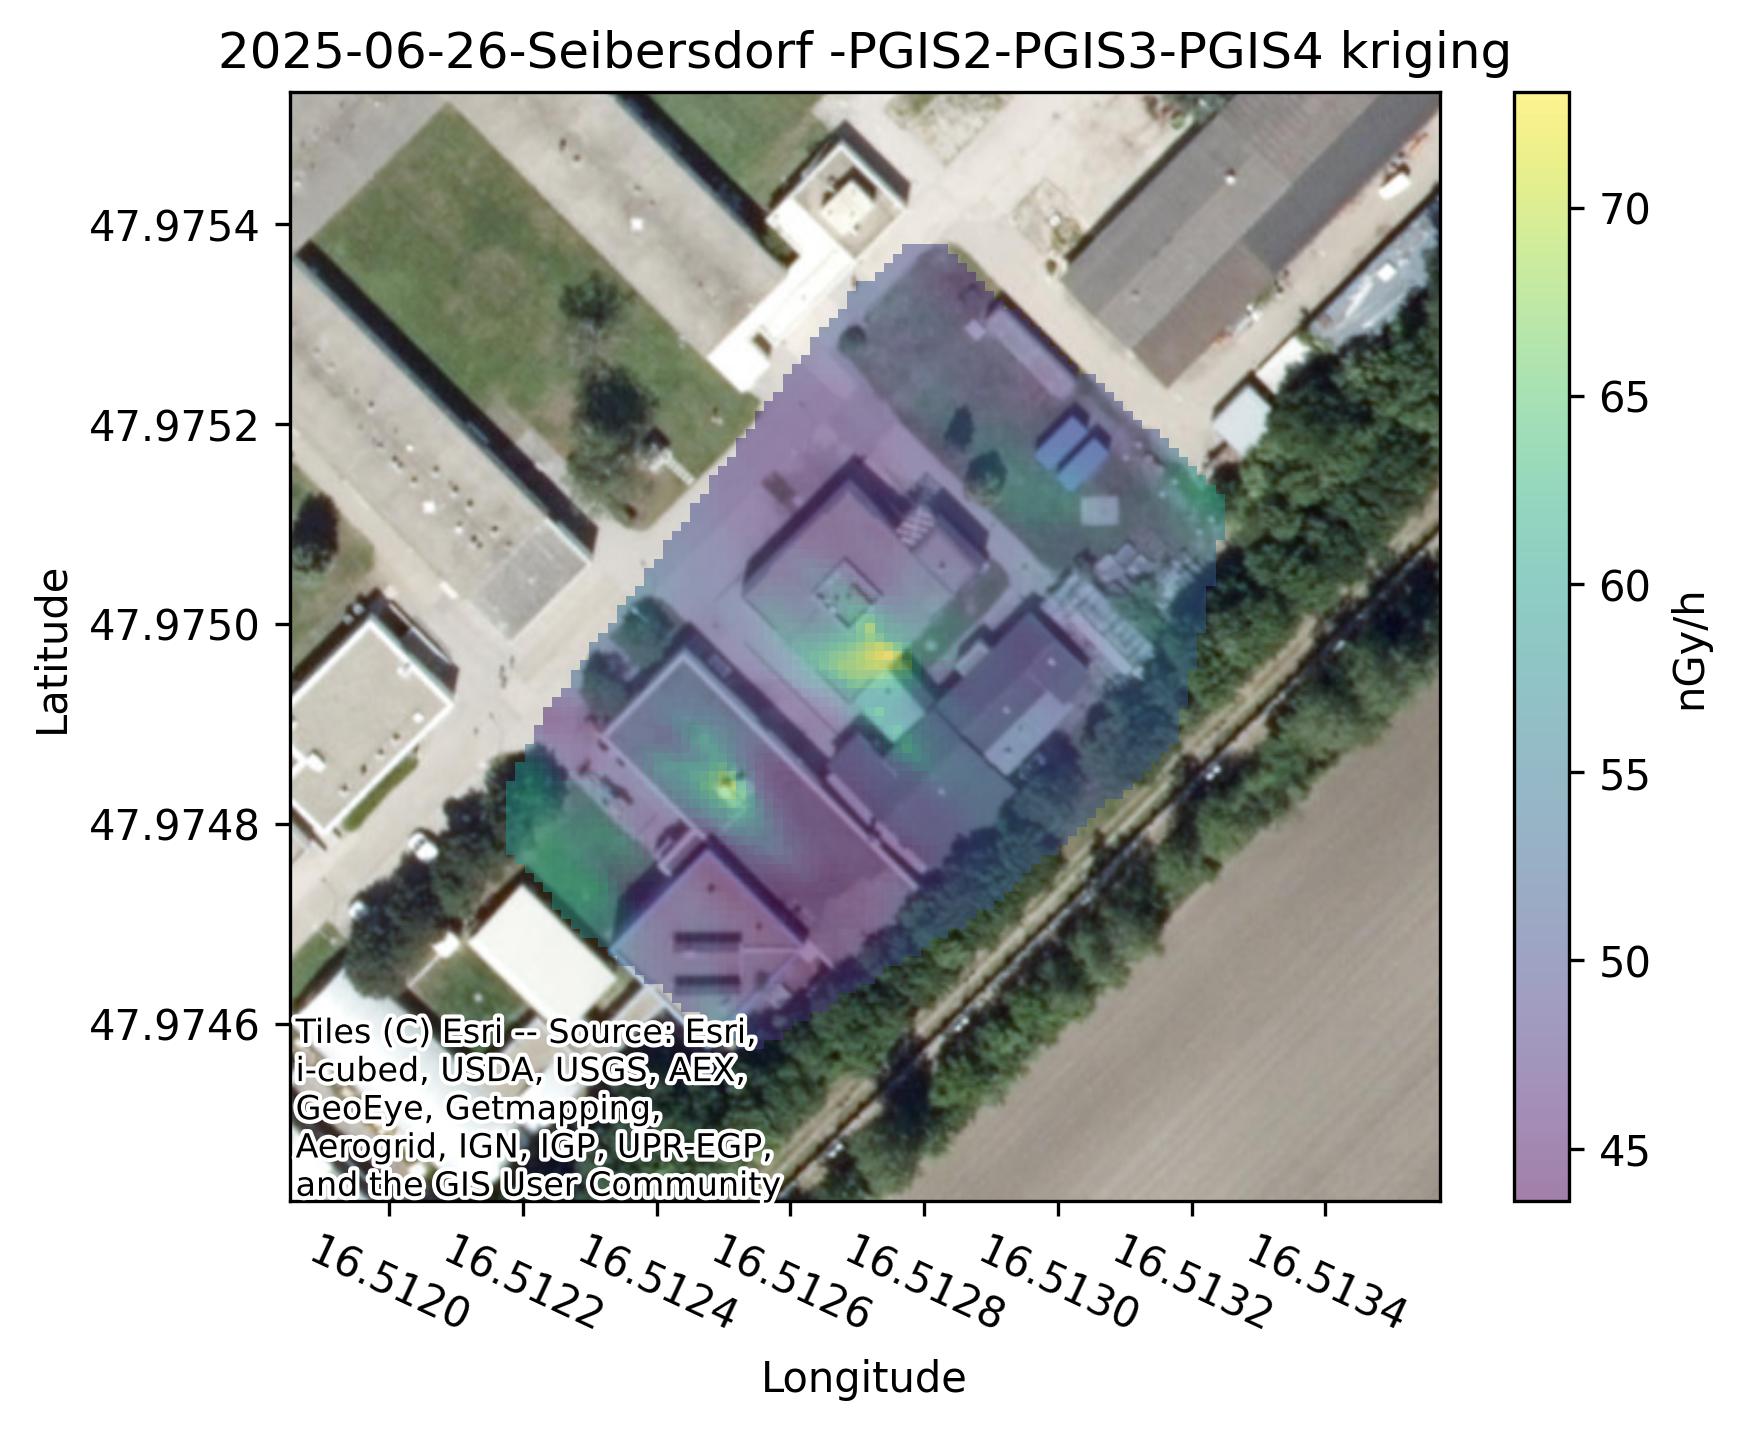 2025-06-26-Seibersdorf -PGIS2-PGIS3-PGIS4 kriging
47.9754
47.9752
47.9750
47.9748
47.9746
Latitude
Tiles (C) Esri -- Source: Esri,
i-cubed, USDA, USGS, AEX,
GeoEye, Getmapping,
Aerogrid, IGN, IGP, UPR-EGP,
and the GIS User Community
16.5120
16.5122
16.5124
16.5126
16.5128
16.5130
16.5132
16.5134
Longitude
70
65
60
55
50
45
nGy/h